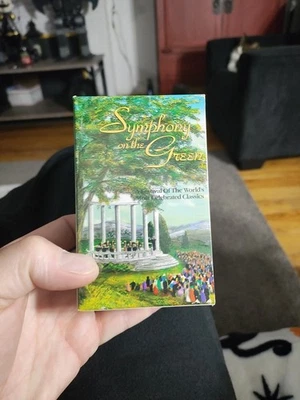 Symphony
on the
Green
Of The World's
Most Celebrated Classics